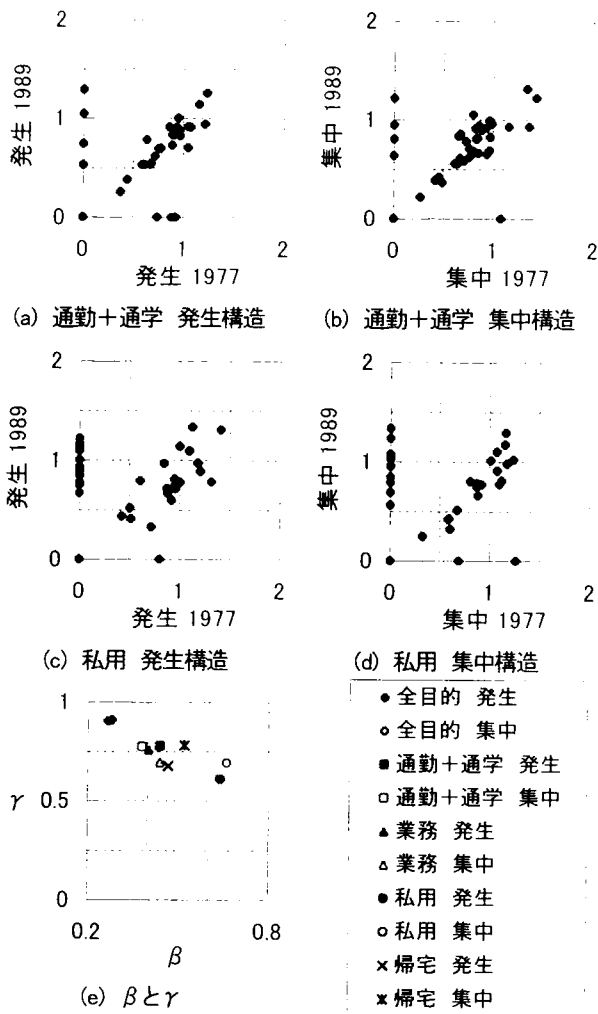 2
発生 1989
1
0
0
1
2
発生 1977
(a) 通勤+通学 発生構造
2
集中 1989
1
0
0
1
2
集中 1977
(b) 通勤+通学 集中構造
2
発生 1989
1
0
0
1
2
発生 1977
(c) 私用 発生構造
2
集中 1989
1
0
0
1
2
集中 1977
(d) 私用 集中構造
1
γ 0.5
0
0.2
0.8
β
(e) βとγ
全目的 発生
全目的 集中
通勤+通学 発生
通勤+通学 集中
業務 発生
業務 集中
私用 発生
私用 集中
帰宅 発生
帰宅 集中